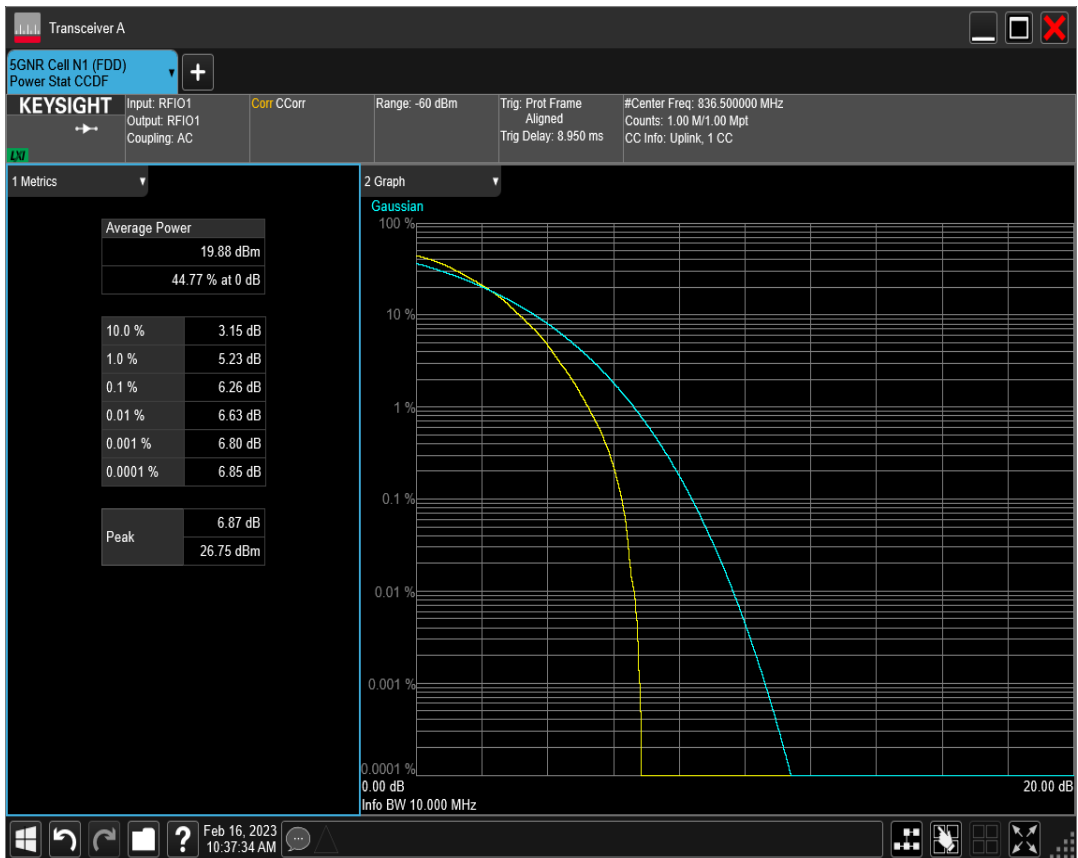 Transceiver A
5GNR Cell N1 (FDD)
Power Stat CCDF
+
KEYSIGHT
LXI
Input: RFIO1
Output: RFIO1
Coupling: AC
Corr CCorr
Range: -60 dBm
Trig: Prot Frame
Aligned
Trig Delay: 8.950 ms
#Center Freq: 836.500000 MHz
Counts: 1.00 M/1.00 Mpt
CC Info: Uplink, 1 CC
1 Metrics
Average Power
19.88 dBm
44.77 % at 0 dB
10.0 % 3.15 dB
1.0 % 5.23 dB
0.1 % 6.26 dB
0.01 % 6.63 dB
0.001 % 6.80 dB
0.0001 % 6.85 dB
Peak
6.87 dB
26.75 dBm
2 Graph
Gaussian
100 %
10 %
1 %
0.1 %
0.01 %
0.001 %
0.0001 %
0.00 dB 20.00 dB
Info BW 10.000 MHz
?
Feb 16, 2023
10:37:34 AM